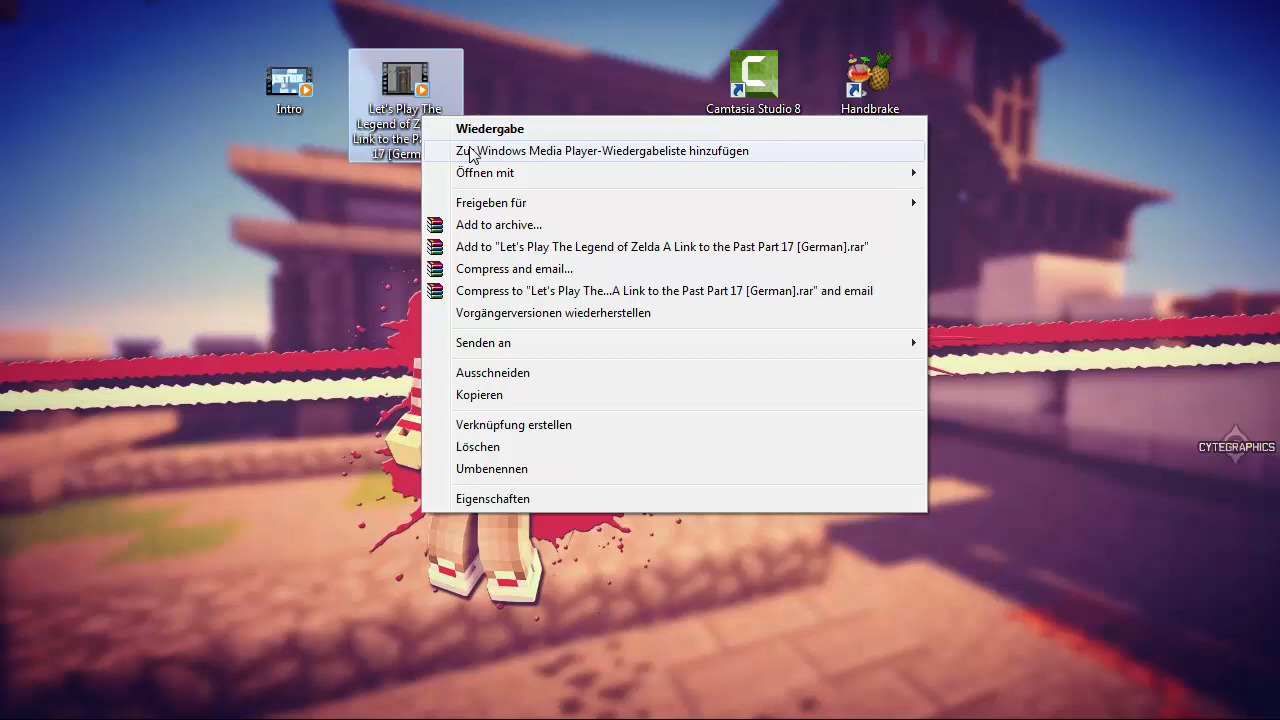 Intro
Let's Play The
Legend of Z
Link to the Pa
17 [Germ
Camtasia Studio 8
Handbrake
Wiedergabe
Zur Windows Media Player-Wiedergabeliste hinzufügen
Öffnen mit
Freigeben für
Add to archive...
Add to "Let's Play The Legend of Zelda A Link to the Past Part 17 [German].rar"
Compress and email...
Compress to "Let's Play The...A Link to the Past Part 17 [German].rar" and email
Vorgängerversionen wiederherstellen
Senden an
Ausschneiden
Kopieren
Verknüpfung erstellen
Löschen
Umbenennen
Eigenschaften
CYTEGRAPHICS